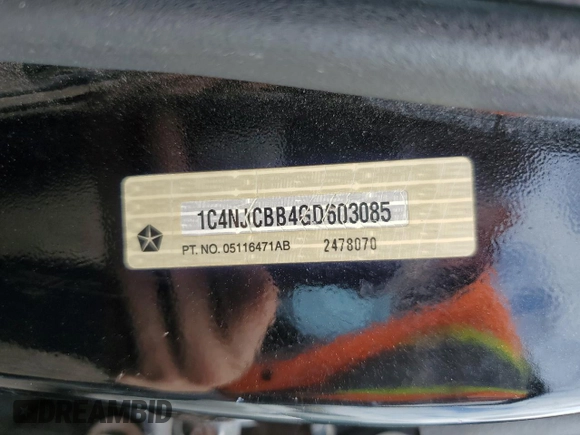 1C4NJCBB4GD603085
PT. NO. 05116471AB 2478070
DREAMBID